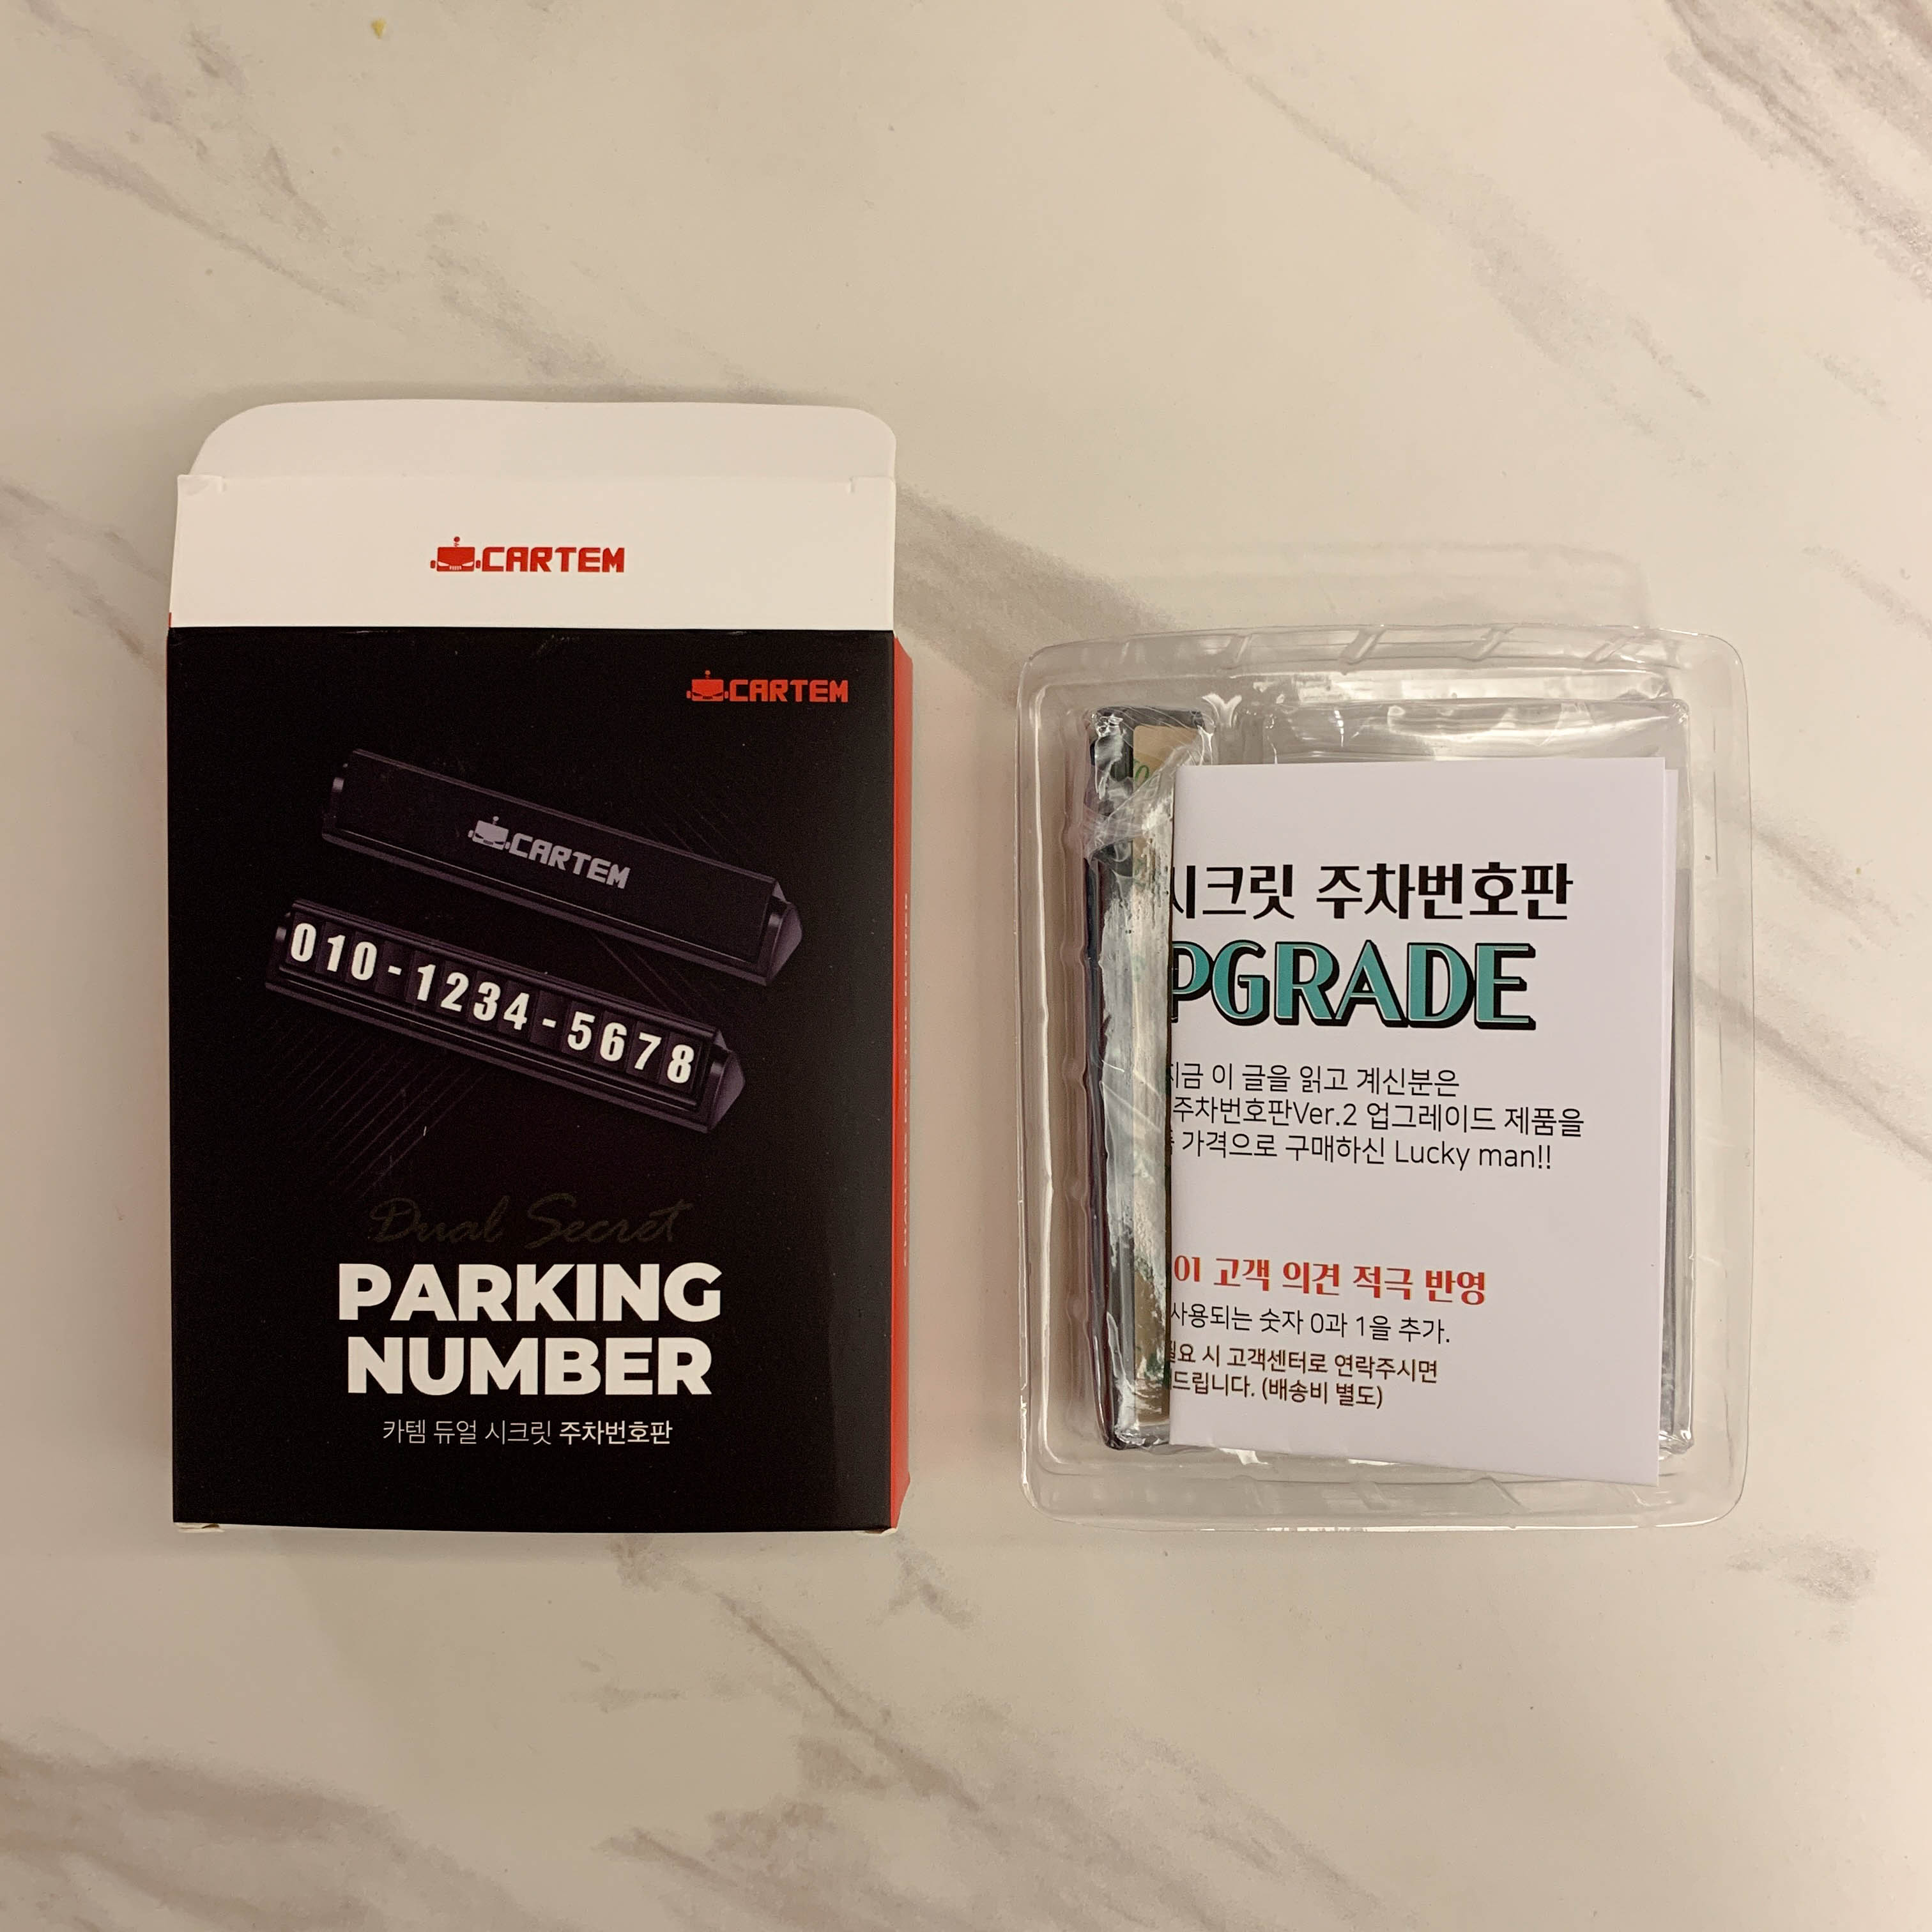 CARTEM
CARTEM
CARTEM
010-1234-5678
Dual Secret
PARKING
NUMBER
카템 듀얼 시크릿 주차번호판
시크릿 주차번호판
PGRADE
지금 이 글을 읽고 계신분은
주차번호판Ver.2 업그레이드 제품을
가격으로 구매하신 Lucky man!!
01 고객 의견 적극 반영
사용되는 숫자 0과 1을 추가.
필요 시 고객센터로 연락주시면
드립니다. (배송비 별도)